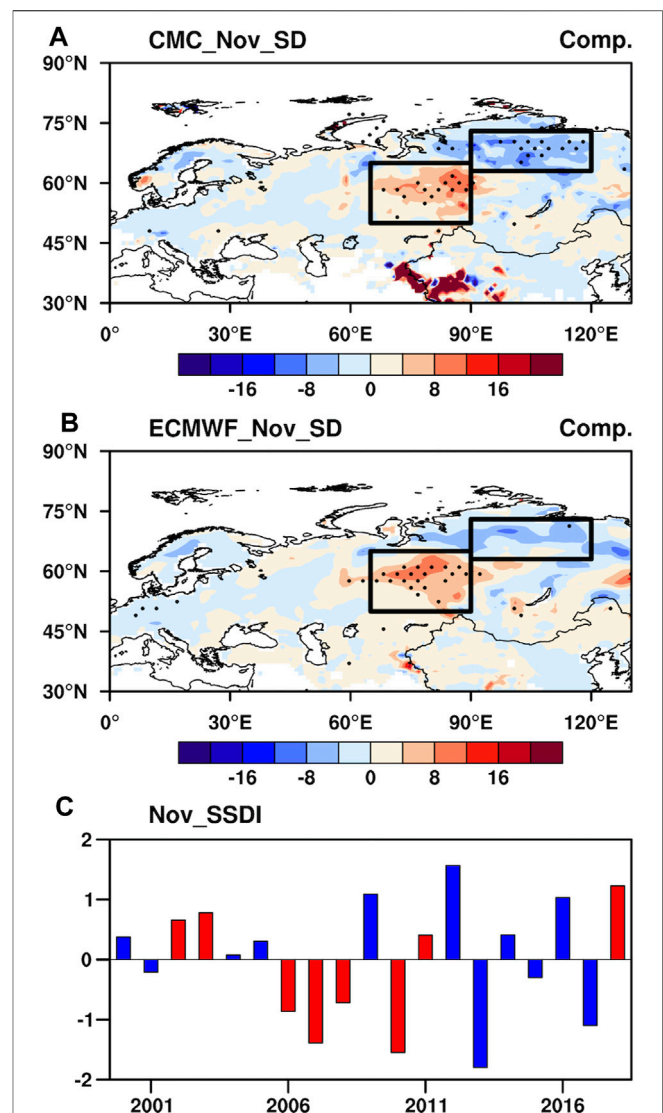 A
CMC_Nov_SD Comp.
90°N
75°N
60°N
45°N
30°N
0° 30°E 60°E 90°E 120°E
-16 -8 0 8 16
B
ECMWF_Nov_SD Comp.
90°N
75°N
60°N
45°N
30°N
0° 30°E 60°E 90°E 120°E
-16 -8 0 8 16
C
Nov_SSDI
2
1
0
-1
-2
2001 2006 2011 2016